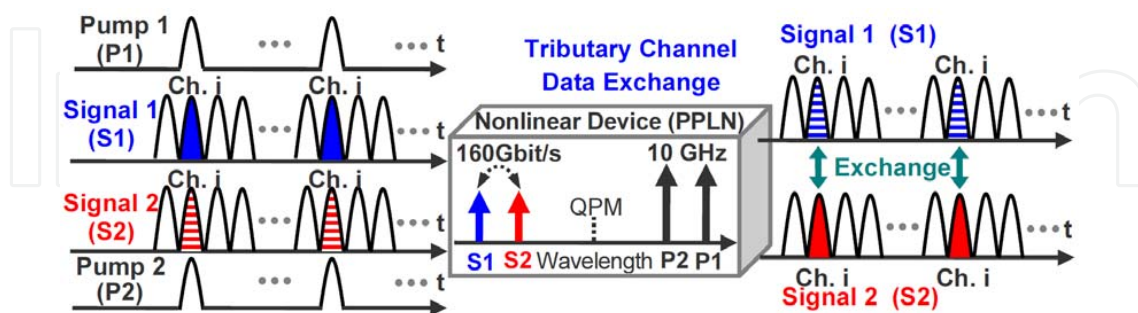 Pump 1
(P1)
... ... t
Ch. i Ch. i
Signal 1
(S1)
... ... t
Ch. i Ch. i
Signal 2
(S2)
... ... t
Pump 2
(P2)
... ... t
Tributary Channel
Data Exchange
Nonlinear Device (PPLN)
160Gbit/s 10 GHz
QPM
S1 S2 Wavelength P2 P1
Signal 1 (S1)
Ch. i Ch. i
... ... t
Exchange
... ... t
Ch. i Ch. i
Signal 2 (S2)